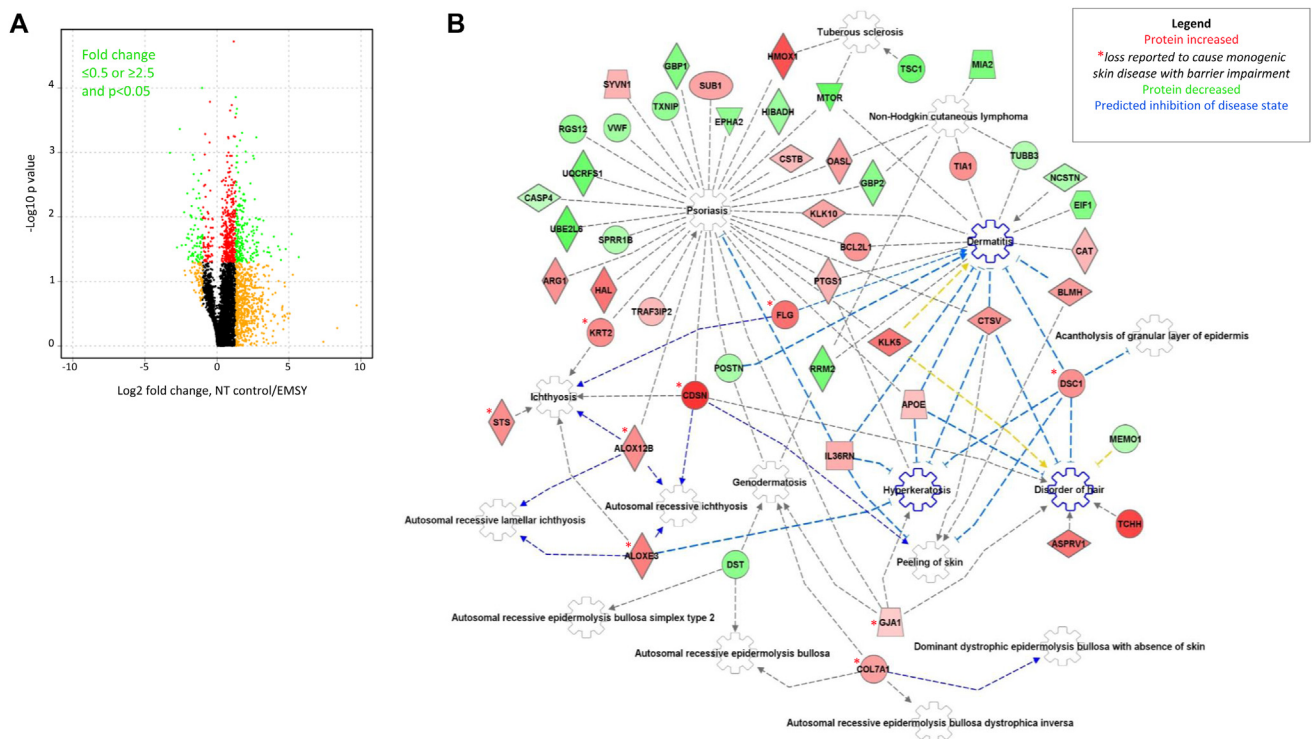 A
Fold change
≤0.5 or ≥2.5
and p<0.05
-Log10 p value
4
3
2
1
0
-10
-5
0
5
10
Log2 fold change, NT control/EMSY
B
Legend
Protein increased
*loss reported to cause monogenic
skin disease with barrier impairment
Protein decreased
Predicted inhibition of disease state
Tuberous sclerosis
HMOX1
GBP1
SYVN1
SUB1
TSC1
MIA2
TXNIP
MTOR
HIBADH
EPHA2
Non-Hodgkin cutaneous lymphoma
RGS12
VWF
TUBB3
CSTB
OASL
TIA1
UQCRFS1
NCSTN
GBP2
CASP4
EIF1
Psoriasis
KLK10
UBE2L6
SPRR1B
Dermatitis
BCL2L1
CAT
ARG1
HAL
PTGS1
BLMH
TRAF3IP2
* FLG
CTSV
* KRT2
Acantholysis of granular layer of epidermis
KLK5
POSTN
RRM2
* DSC1
Ichthyosis
* CDSN
APOE
* STS
MEMO1
* ALOX12B
IL36RN
Genodermatosis
Hyperkeratosis
Disorder of hair
Autosomal recessive ichthyosis
Autosomal recessive lamellar ichthyosis
TCHH
ASPRV1
* ALOXE3
Peeling of skin
DST
Autosomal recessive epidermolysis bullosa simplex type 2
* GJA1
Dominant dystrophic epidermolysis bullosa with absence of skin
Autosomal recessive epidermolysis bullosa
* COL7A1
Autosomal recessive epidermolysis bullosa dystrophica inversa